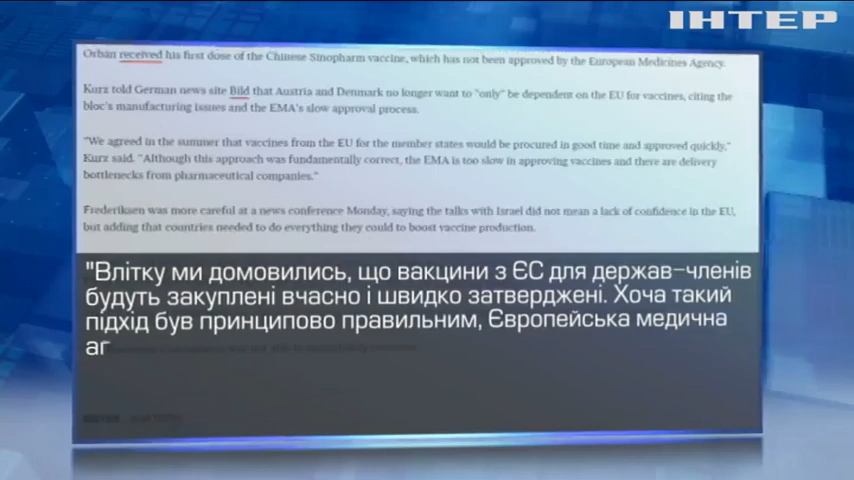 ІНТЕР
Orbán received his first dose of the Chinese Sinopharm vaccine, which has not been approved by the European Medicines Agency.
Kurz told German news site Bild that Austria and Denmark no longer want to "only" be dependent on the EU for vaccines, citing the
bloc's manufacturing issues and the EMA's slow approval process.
"We agreed in the summer that vaccines from the EU for the member states would be procured in good time and approved quickly,"
Kurz said. "Although this approach was fundamentally correct, the EMA is too slow in approving vaccines and there are delivery
bottlenecks from pharmaceutical companies."
Frederiksen was more careful at a news conference Monday, saying the talks with Israel did not mean a lack of confidence in the EU,
but adding that countries needed to do everything they could to boost vaccine production.
"Влітку ми домовились, що вакцини з ЄС для держав-членів
будуть закуплені вчасно і швидко затверджені. Хоча такий
підхід був принципово правильним, Європейська медична
аг